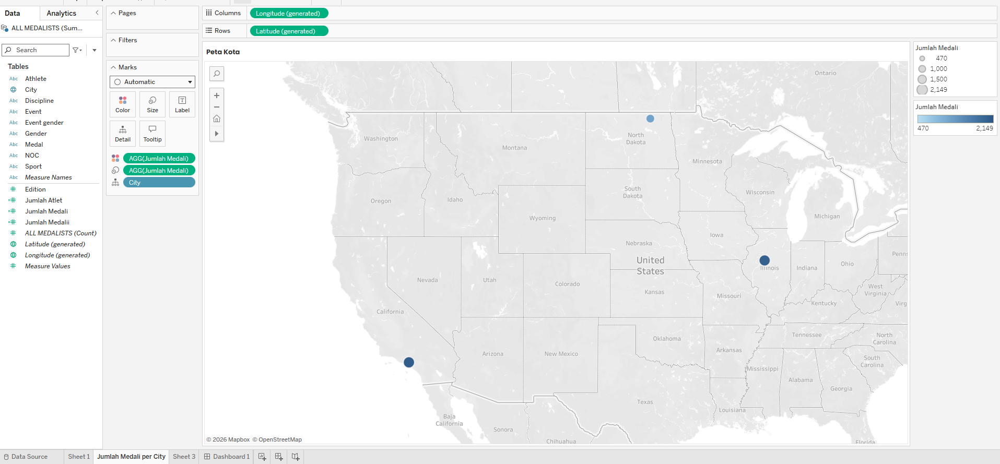 Data
Analytics
ALL MEDALISTS (Sum...
Search
Tables
Abc Athlete
City
Abc Discipline
Abc Event
Abc Event gender
Abc Gender
Abc Medal
Abc NOC
Abc Sport
Abc Measure Names
Edition
Jumlah Atlet
Jumlah Medali
Jumlah Medalii
ALL MEDALISTS (Count)
Latitude (generated)
Longitude (generated)
Measure Values
Pages
Filters
Marks
Automatic
Color
Size
Label
Detail
Tooltip
AGG(Jumlah Medali)
AGG(Jumlah Medali)
City
Columns
Longitude (generated)
Rows
Latitude (generated)
Peta Kota
Ontario
Washington
Montana
North
Dakota
Minnesota
Oregon
Idaho
South
Dakota
Wisconsin
Wyoming
Michigan
Iowa
Nebraska
United
States
Illinois
Indiana
Ohio
Penns
Nevada
Utah
Colorado
Kansas
Missouri
West
Virginia
Kentucky
Virg
California
Oklahoma
Tennessee
North
Carolina
Arizona
New Mexico
Arkansas
South
Carolina
Mississippi
Alabama
Georgia
Texas
Louisiana
Baja
California
Sonora
Chihuahua
Florida
© 2026 Mapbox © OpenStreetMap
Jumlah Medali
470
1,000
1,500
2,149
Jumlah Medali
470
2,149
Data Source
Sheet 1
Jumlah Medali per City
Sheet 3
Dashboard 1